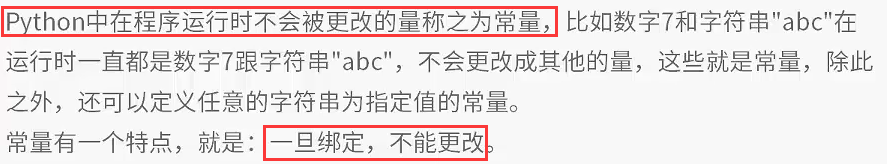 Python中在程序运行时不会被更改的量称之为常量，比如数字7和字符串"abc"在
运行时一直都是数字7跟字符串"abc"，不会更改成其他的量，这些就是常量，除此
之外，还可以定义任意的字符串为指定值的常量。
常量有一个特点，就是：一旦绑定，不能更改。